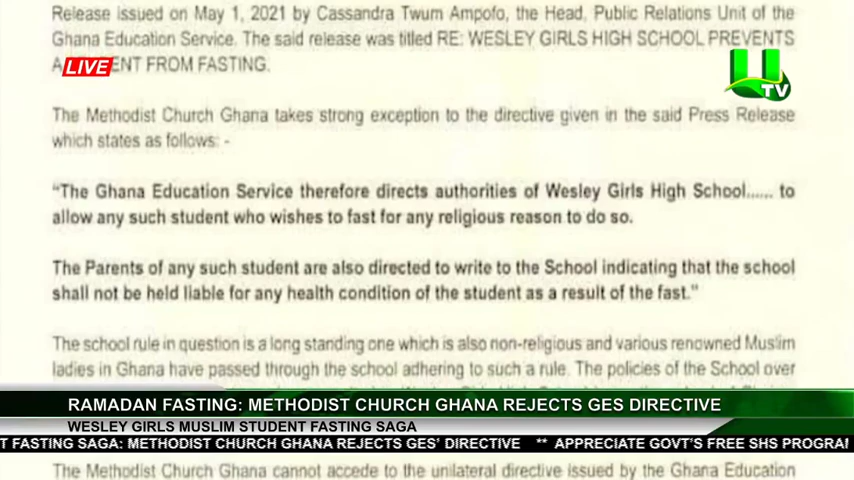 Release issued on May 1, 2021 by Cassandra Twum Ampofo, the Head, Public Relations Unit of the
Ghana Education Service. The said release was titled RE: WESLEY GIRLS HIGH SCHOOL PREVENTS
A ENT FROM FASTING.
LIVE
UTV
The Methodist Church Ghana takes strong exception to the directive given in the said Press Release
which states as follows: -
“The Ghana Education Service therefore directs authorities of Wesley Girls High School...... to
allow any such student who wishes to fast for any religious reason to do so.
The Parents of any such student are also directed to write to the School indicating that the school
shall not be held liable for any health condition of the student as a result of the fast.”
The school rule in question is a long standing one which is also non-religious and various renowned Muslim
ladies in Ghana have passed through the school adhering to such a rule. The policies of the School over
RAMADAN FASTING: METHODIST CHURCH GHANA REJECTS GES DIRECTIVE
WESLEY GIRLS MUSLIM STUDENT FASTING SAGA
T FASTING SAGA: METHODIST CHURCH GHANA REJECTS GES' DIRECTIVE ** APPRECIATE GOVT'S FREE SHS PROGRA
The Methodist Church Ghana cannot accede to the unilateral directive issued by the Ghana Education